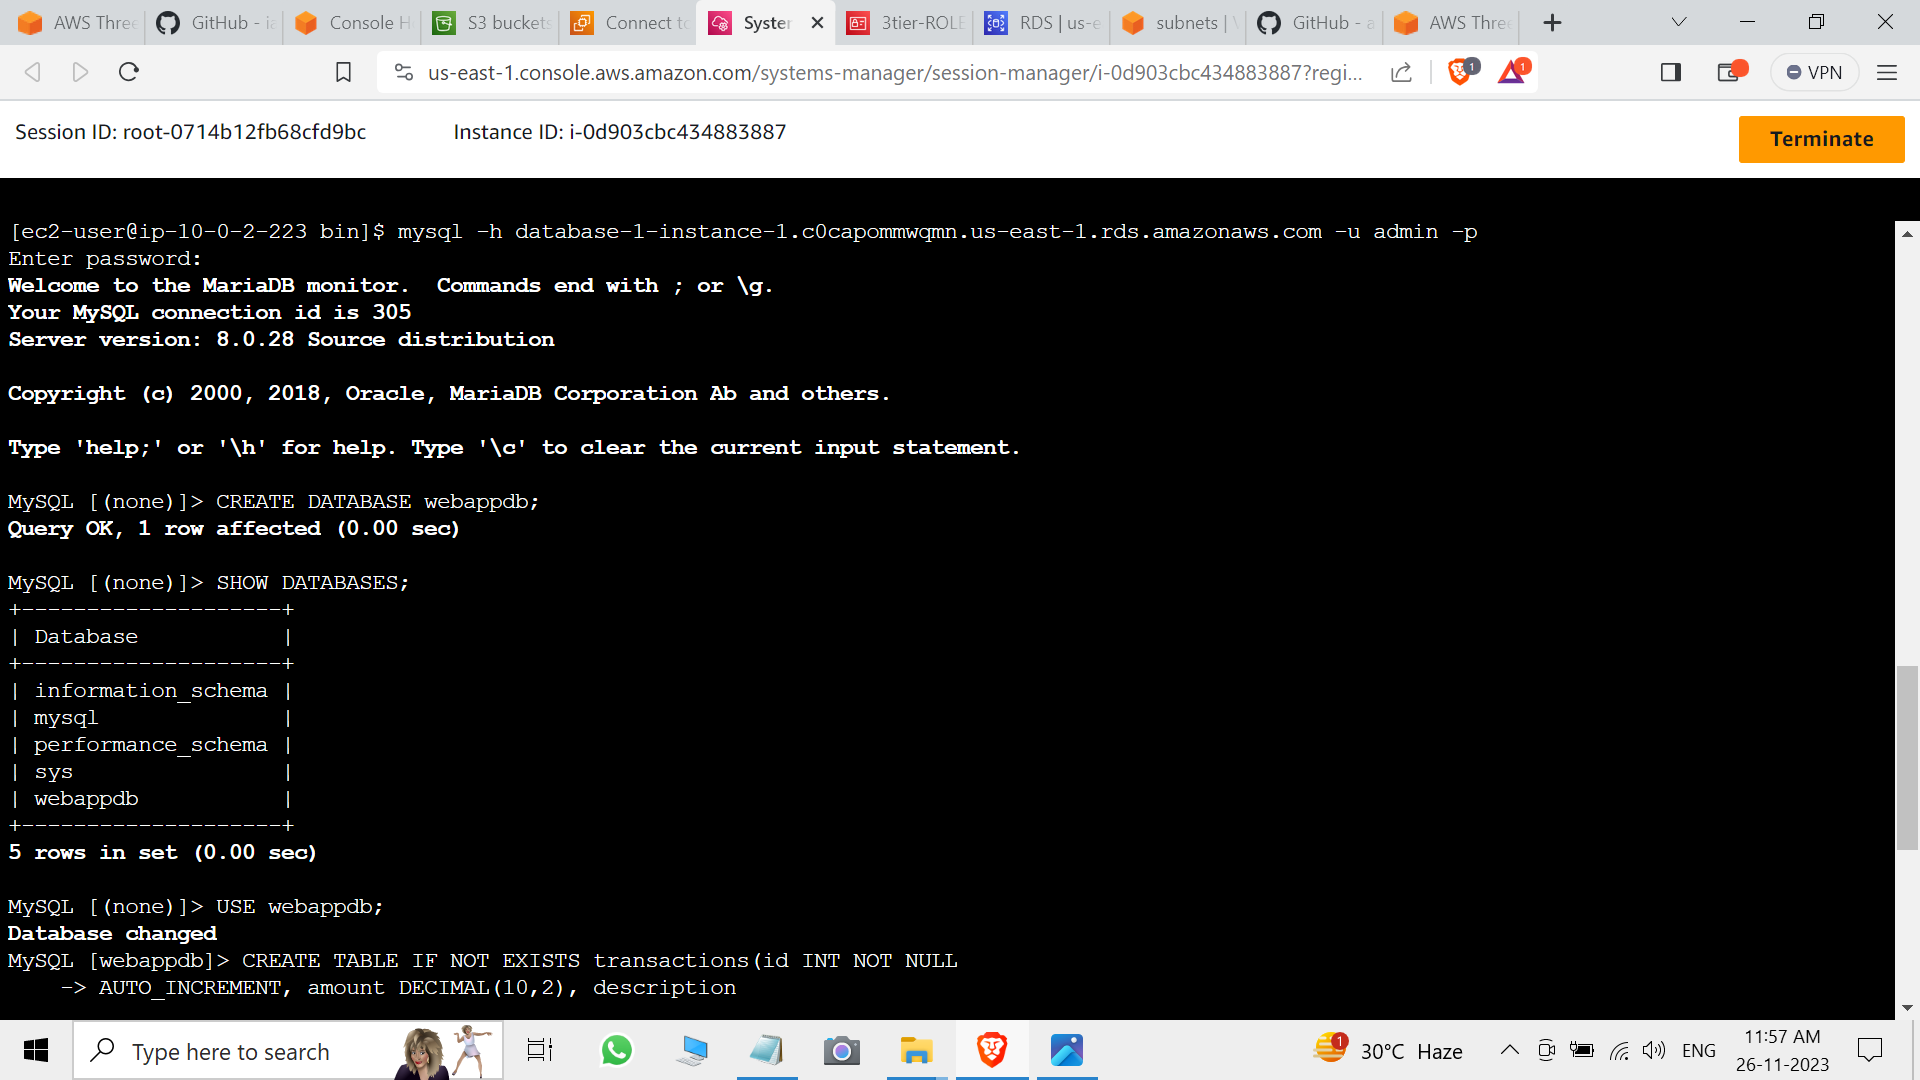 AWS Three
GitHub - ia
Console H
S3 buckets
Connect to
System
3tier-ROLE
RDS | us-e
subnets | V
GitHub - a
AWS Three
us-east-1.console.aws.amazon.com/systems-manager/session-manager/i-0d903cbc434883887?regi...
1
1
VPN
Session ID: root-0714b12fb68cfd9bc
Instance ID: i-0d903cbc434883887
Terminate
[ec2-user@ip-10-0-2-223 bin]$ mysql -h database-1-instance-1.c0capommwqmn.us-east-1.rds.amazonaws.com -u admin -p
Enter password:
Welcome to the MariaDB monitor.  Commands end with ; or \g.
Your MySQL connection id is 305
Server version: 8.0.28 Source distribution
Copyright (c) 2000, 2018, Oracle, MariaDB Corporation Ab and others.
Type 'help;' or '\h' for help. Type '\c' to clear the current input statement.
MySQL [(none)]> CREATE DATABASE webappdb;
Query OK, 1 row affected (0.00 sec)
MySQL [(none)]> SHOW DATABASES;
+--------------------+
| Database           |
+--------------------+
| information_schema |
| mysql              |
| performance_schema |
| sys                |
| webappdb           |
+--------------------+
5 rows in set (0.00 sec)
MySQL [(none)]> USE webappdb;
Database changed
MySQL [webappdb]> CREATE TABLE IF NOT EXISTS transactions(id INT NOT NULL
    -> AUTO_INCREMENT, amount DECIMAL(10,2), description
Type here to search
1
30°C Haze
ENG
11:57 AM
26-11-2023